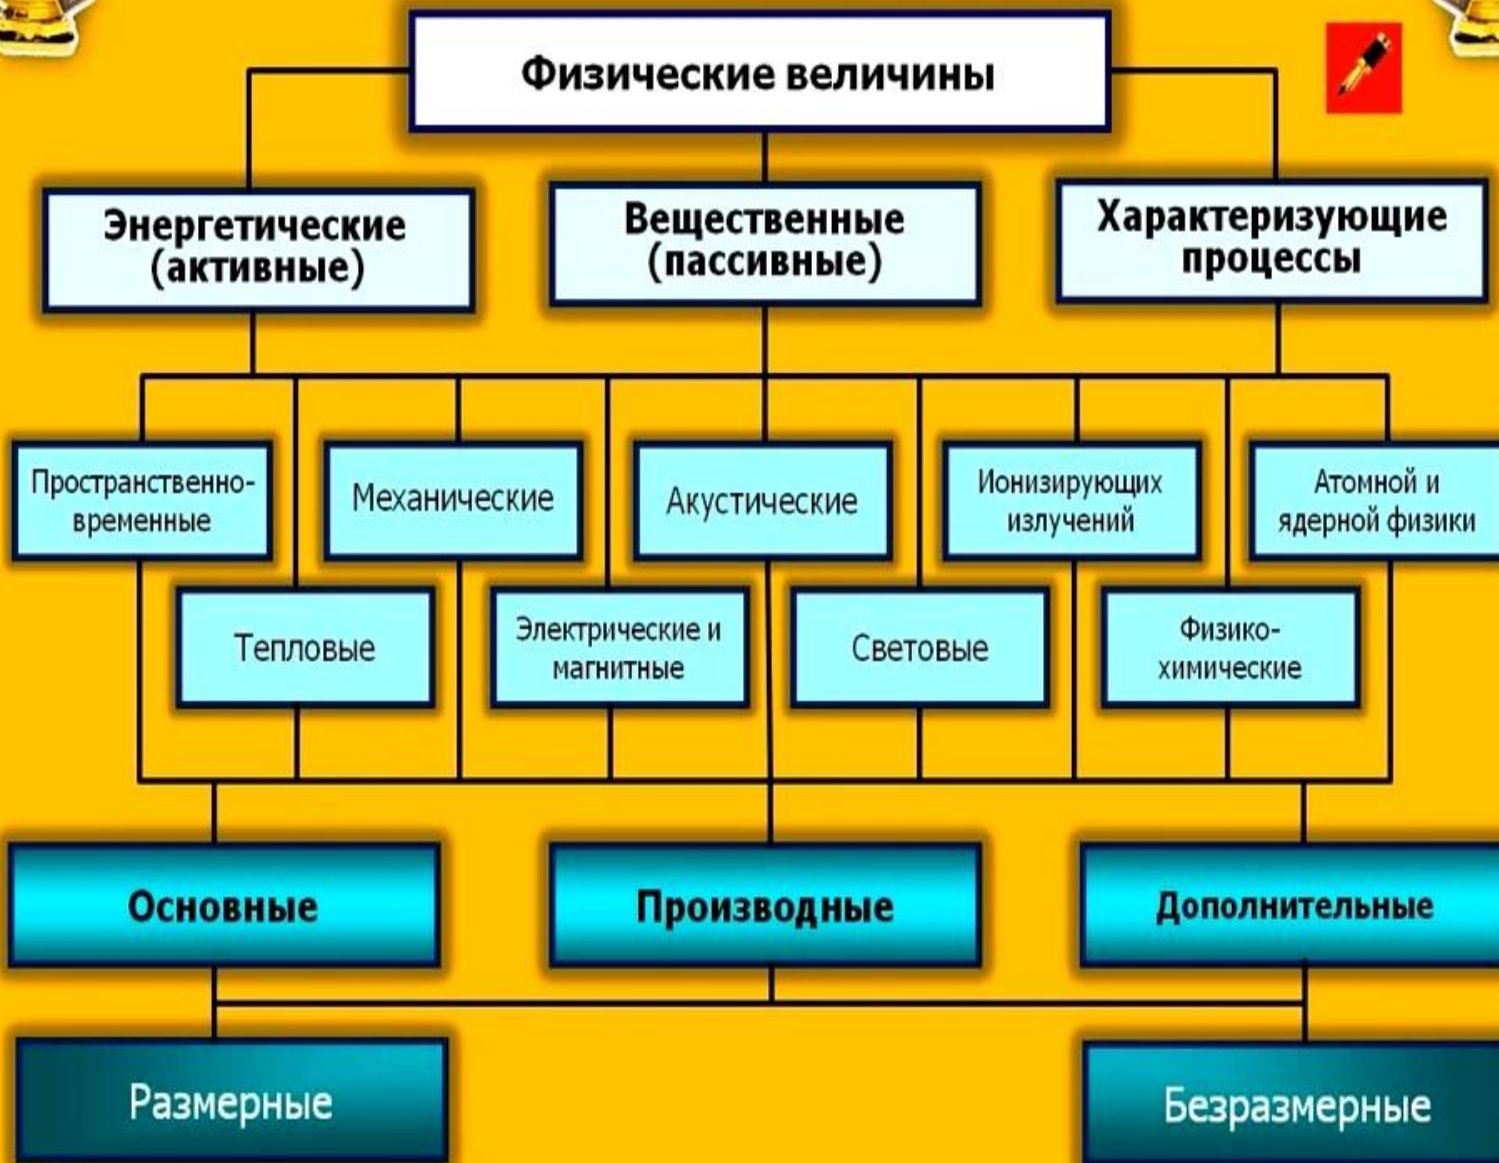 Физические величины
Энергетические
(активные)
Вещественные
(пассивные)
Характеризующие
процессы
Пространственно-
временные
Механические
Акустические
Ионизирующих
излучений
Атомной и
ядерной физики
Тепловые
Электрические и
магнитные
Световые
Физико-
химические
Основные
Производные
Дополнительные
Размерные
Безразмерные